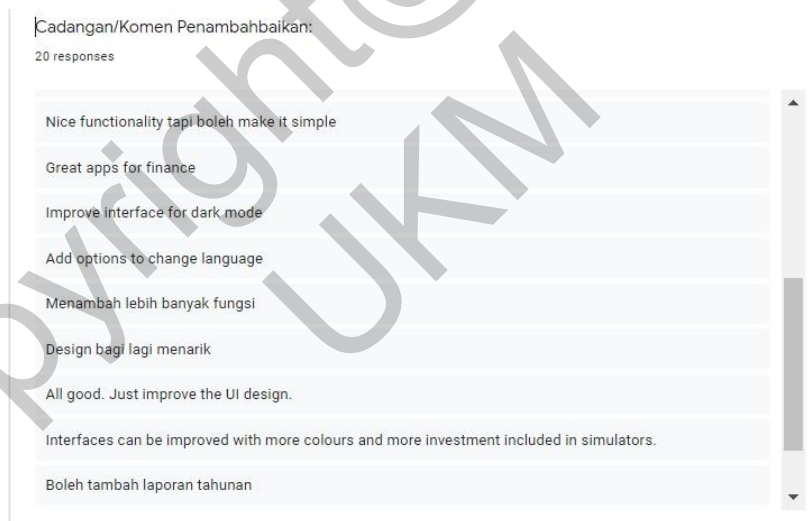 Cadangan/Komen Penambahbaikan:
20 responses
Nice functionality tapi boleh make it simple
Great apps for finance
Improve interface for dark mode
Add options to change language
Menambah lebih banyak fungsi
Design bagi lagi menarik
All good. Just improve the UI design.
Interfaces can be improved with more colours and more investment included in simulators.
Boleh tambah laporan tahunan
pyright@
UKM